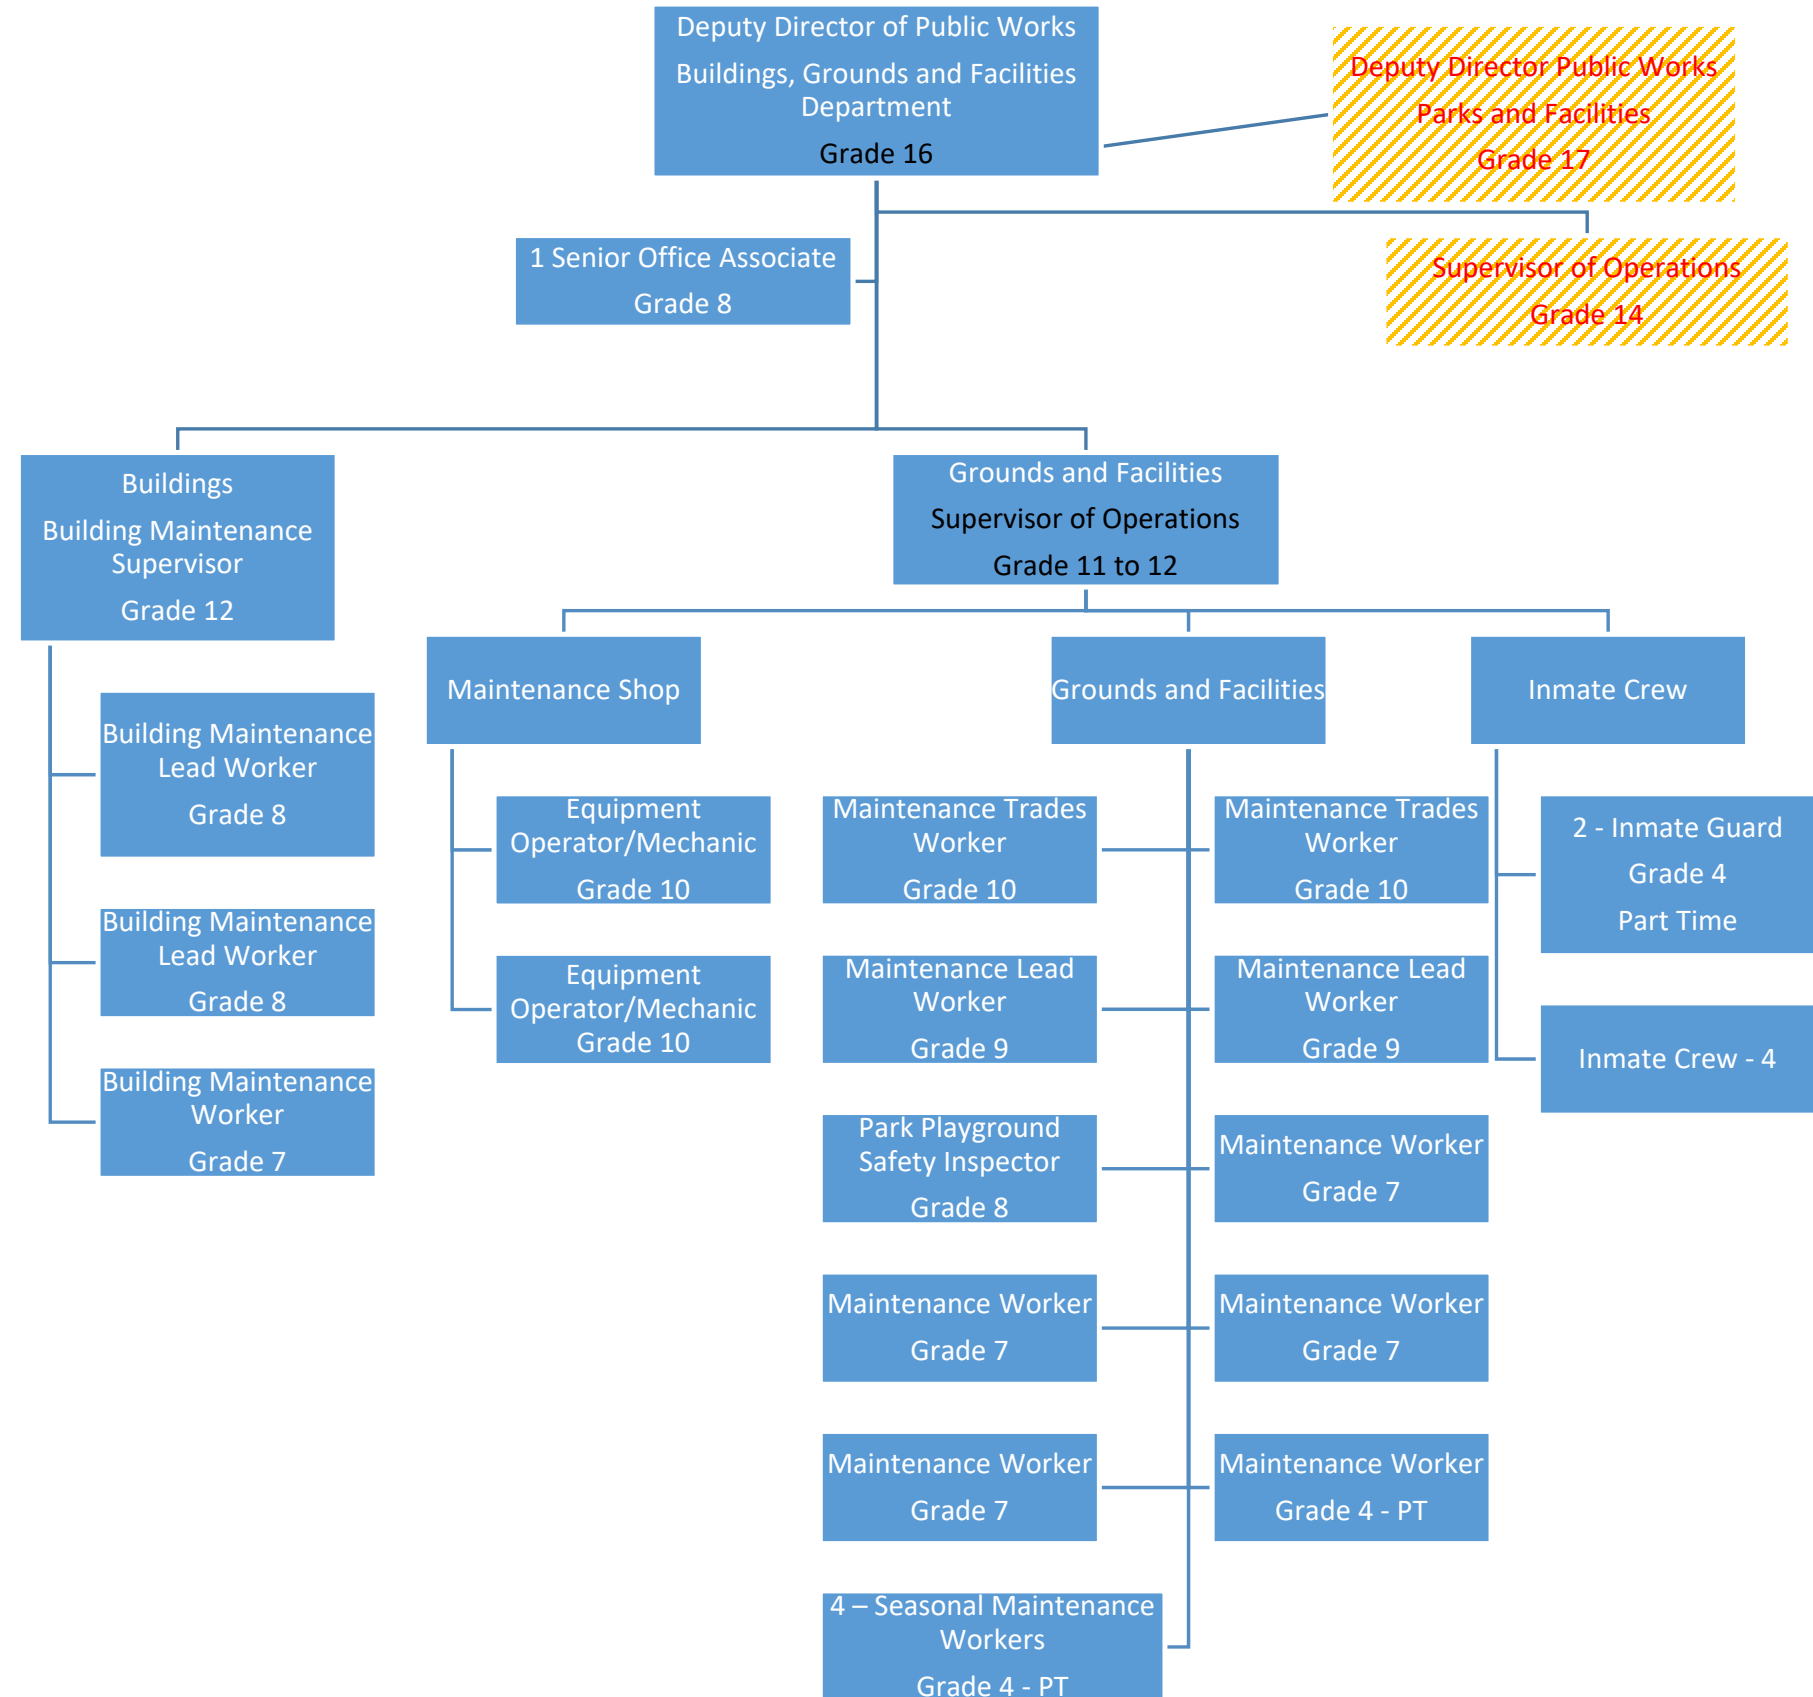 Deputy Director of Public Works
Buildings, Grounds and Facilities
Department
Grade 16
Deputy Director Public Works
Parks and Facilities
Grade 17
1 Senior Office Associate
Grade 8
Supervisor of Operations
Grade 14
Buildings
Building Maintenance
Supervisor
Grade 12
Grounds and Facilities
Supervisor of Operations
Grade 11 to 12
Maintenance Shop
Grounds and Facilities
Inmate Crew
Building Maintenance
Lead Worker
Grade 8
Building Maintenance
Lead Worker
Grade 8
Building Maintenance
Worker
Grade 7
Equipment
Operator/Mechanic
Grade 10
Equipment
Operator/Mechanic
Grade 10
Maintenance Trades
Worker
Grade 10
Maintenance Trades
Worker
Grade 10
Maintenance Lead
Worker
Grade 9
Maintenance Lead
Worker
Grade 9
Park Playground
Safety Inspector
Grade 8
Maintenance Worker
Grade 7
Maintenance Worker
Grade 7
Maintenance Worker
Grade 7
Maintenance Worker
Grade 7
Maintenance Worker
Grade 4 - PT
4 – Seasonal Maintenance
Workers
Grade 4 - PT
2 - Inmate Guard
Grade 4
Part Time
Inmate Crew - 4